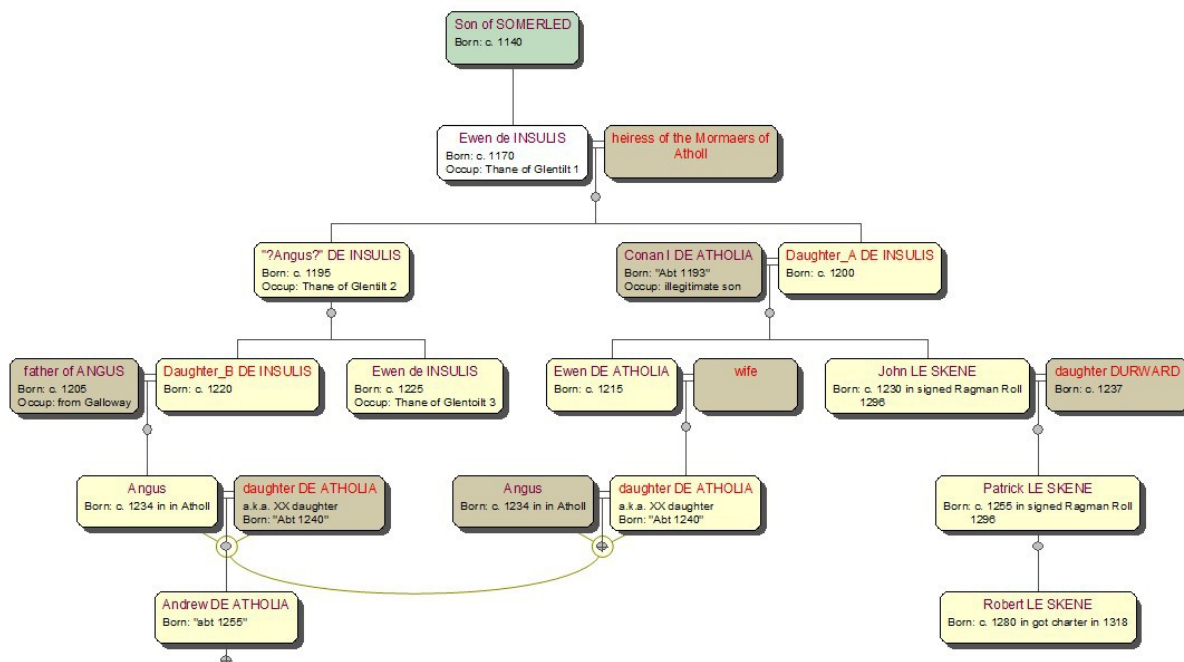 Son of SOMERLED
Born: c. 1140
Ewen de INSULIS
Born: c. 1170
Occup: Thane of Glentilt 1
heiress of the Mormaers of
Atholl
"?Angus?" DE INSULIS
Born: c. 1195
Occup: Thane of Glentilt 2
Conan I DE ATHOLIA
Born: "Abt 1193"
Occup: illegitimate son
Daughter_A DE INSULIS
Born: c. 1200
father of ANGUS
Born: c. 1205
Occup: from Galloway
Daughter_B DE INSULIS
Born: c. 1220
Ewen de INSULIS
Born: c. 1225
Occup: Thane of Glentoilt 3
Ewen DE ATHOLIA
Born: c. 1215
wife
John LE SKENE
Born: c. 1230 in signed Ragman Roll
1296
daughter DURWARD
Born: c. 1237
Angus
Born: c. 1234 in in Atholl
daughter DE ATHOLIA
a.k.a. XX daughter
Born: "Abt 1240"
Angus
Born: c. 1234 in in Atholl
daughter DE ATHOLIA
a.k.a. XX daughter
Born: "Abt 1240"
Patrick LE SKENE
Born: c. 1255 in signed Ragman Roll
1296
Andrew DE ATHOLIA
Born: "abt 1255"
Robert LE SKENE
Born: c. 1280 in got charter in 1318